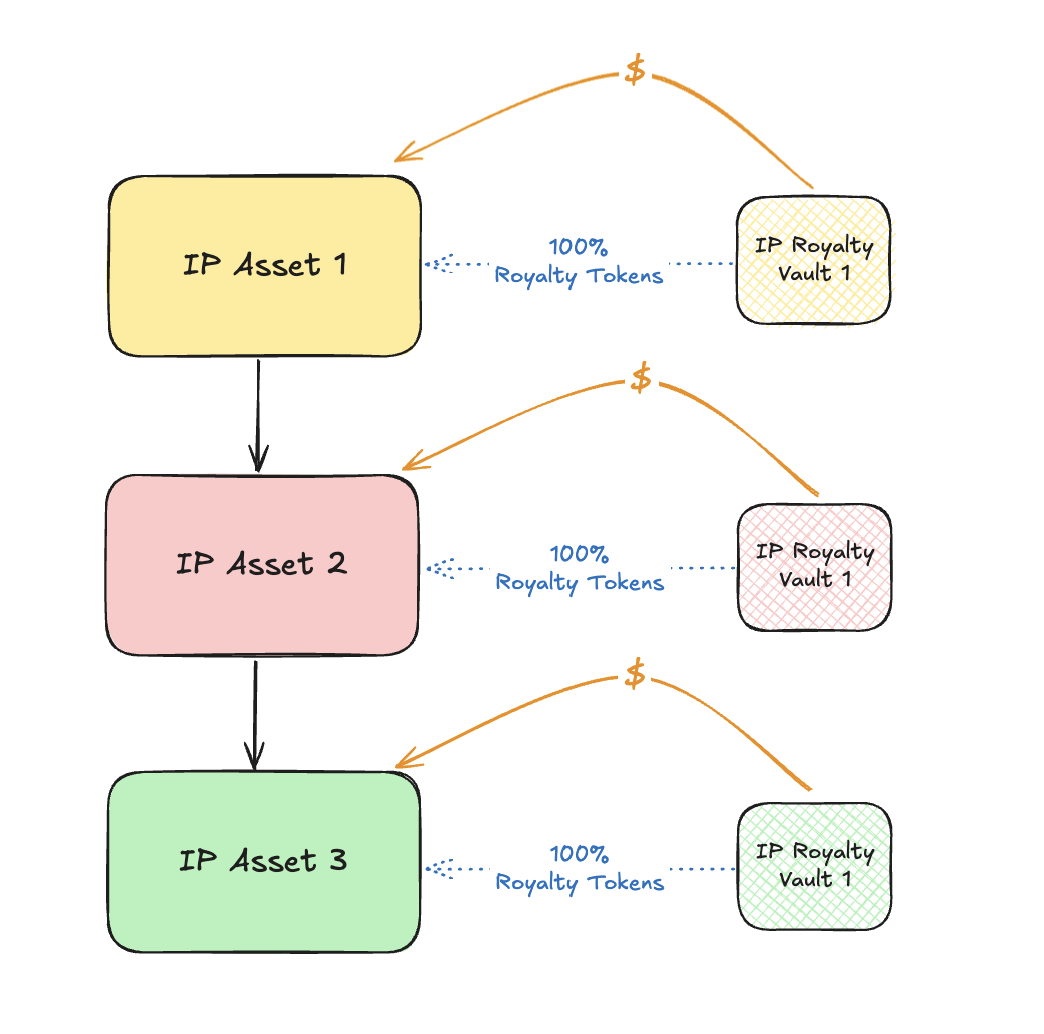 $
IP Asset 1
100%
Royalty Tokens
IP Royalty
Vault 1
$
IP Asset 2
100%
Royalty Tokens
IP Royalty
Vault 1
$
IP Asset 3
100%
Royalty Tokens
IP Royalty
Vault 1